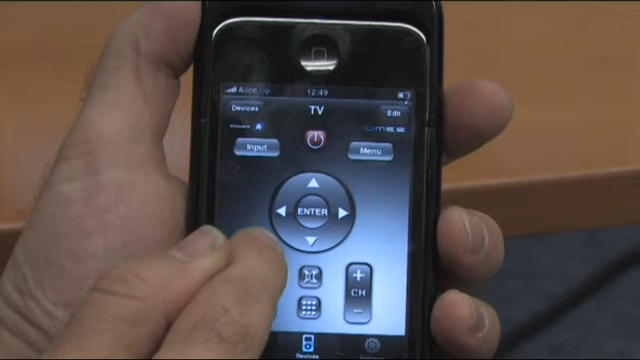 Alice 12:49
Devices TV Edit
A
Input Menu
ENTER
+
CH
−
Devices